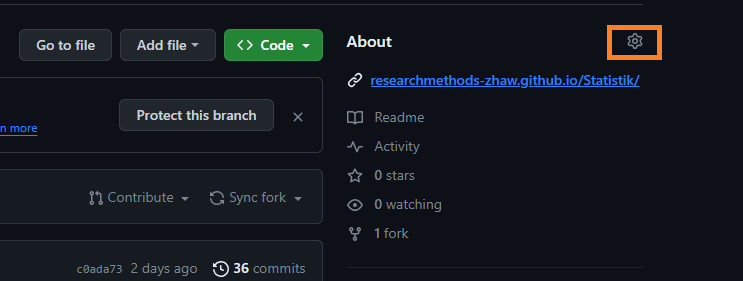 Go to file
Add file
<> Code
About
researchmethods-zhaw.github.io/Statistik/
n more
Protect this branch
Readme
Activity
0 stars
Contribute
Sync fork
0 watching
1 fork
c0ada73 2 days ago 36 commits